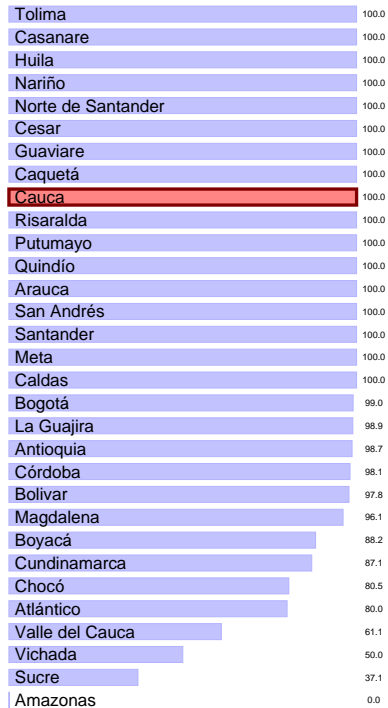 Tolima 100.0
Casanare 100.0
Huila 100.0
Nariño 100.0
Norte de Santander 100.0
Cesar 100.0
Guaviare 100.0
Caquetá 100.0
Cauca 100.0
Risaralda 100.0
Putumayo 100.0
Quindío 100.0
Arauca 100.0
San Andrés 100.0
Santander 100.0
Meta 100.0
Caldas 100.0
Bogotá 99.0
La Guajira 98.9
Antioquia 98.7
Córdoba 98.1
Bolivar 97.8
Magdalena 96.1
Boyacá 88.2
Cundinamarca 87.1
Chocó 80.5
Atlántico 80.0
Valle del Cauca 61.1
Vichada 50.0
Sucre 37.1
Amazonas 0.0